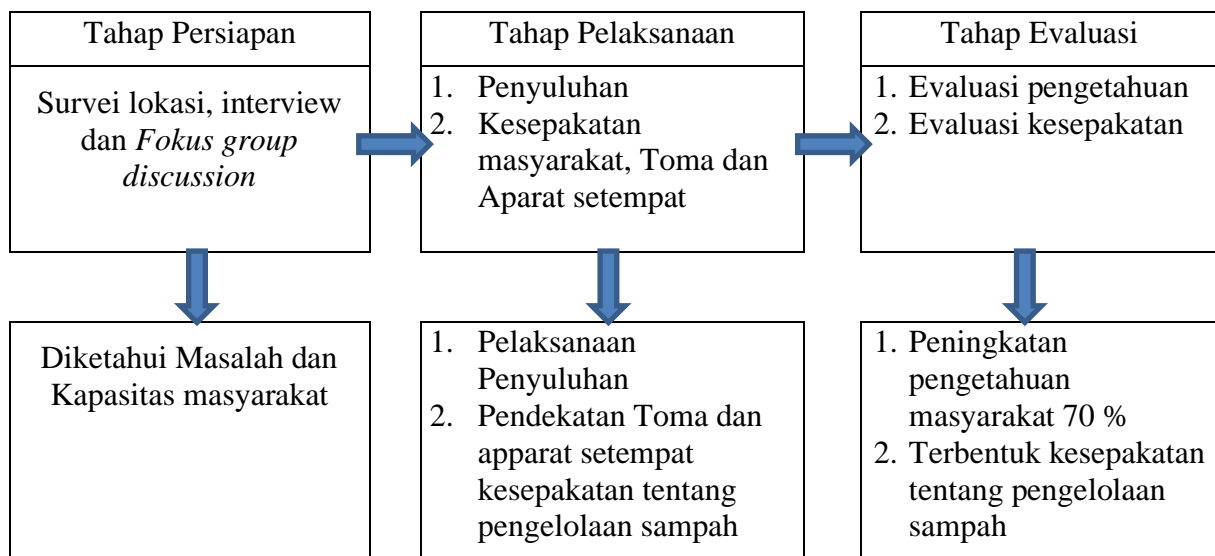 Tahap Persiapan
Survei lokasi, interview
dan Fokus group
discussion
Tahap Pelaksanaan
1. Penyuluhan
2. Kesepakatan
masyarakat, Toma dan
Aparat setempat
Tahap Evaluasi
1. Evaluasi pengetahuan
2. Evaluasi kesepakatan
Diketahui Masalah dan
Kapasitas masyarakat
1. Pelaksanaan
Penyuluhan
2. Pendekatan Toma dan
apparat setempat
kesepakatan tentang
pengelolaan sampah
1. Peningkatan
pengetahuan
masyarakat 70 %
2. Terbentuk kesepakatan
tentang pengelolaan
sampah